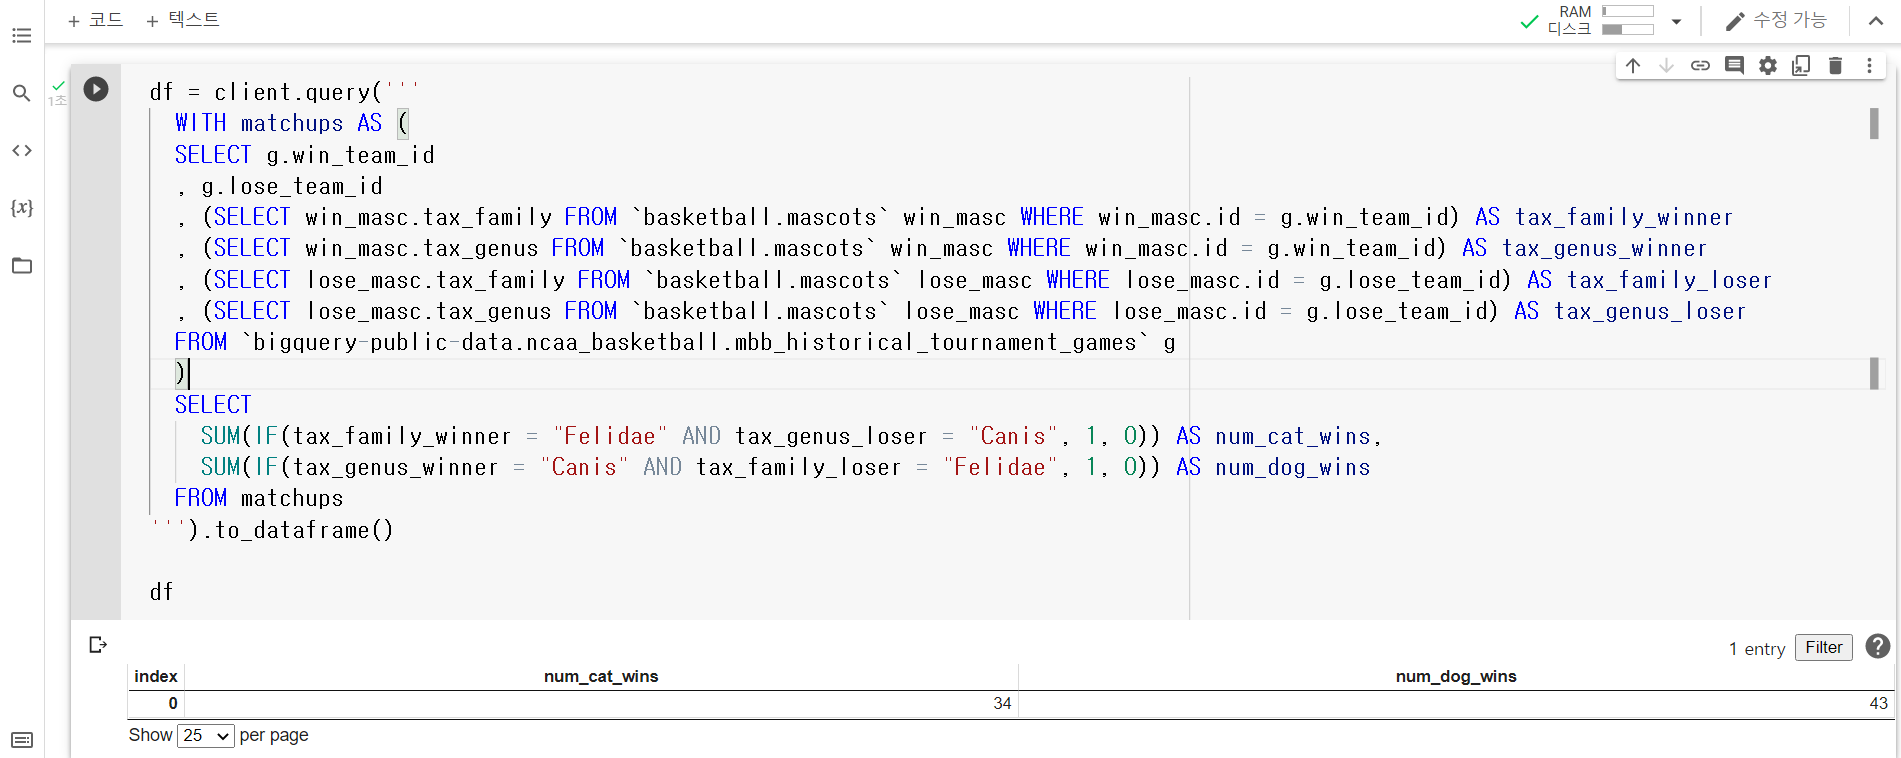 + 코드 + 텍스트
RAM
디스크
수정 가능
{x}
1초
df = client.query('''
WITH matchups AS (
SELECT g.win_team_id
, g.lose_team_id
, (SELECT win_masc.tax_family FROM `basketball.mascots` win_masc WHERE win_masc.id = g.win_team_id) AS tax_family_winner
, (SELECT win_masc.tax_genus FROM `basketball.mascots` win_masc WHERE win_masc.id = g.win_team_id) AS tax_genus_winner
, (SELECT lose_masc.tax_family FROM `basketball.mascots` lose_masc WHERE lose_masc.id = g.lose_team_id) AS tax_family_loser
, (SELECT lose_masc.tax_genus FROM `basketball.mascots` lose_masc WHERE lose_masc.id = g.lose_team_id) AS tax_genus_loser
FROM `bigquery-public-data.ncaa_basketball.mbb_historical_tournament_games` g
)
SELECT
SUM(IF(tax_family_winner = "Felidae" AND tax_genus_loser = "Canis", 1, 0)) AS num_cat_wins,
SUM(IF(tax_genus_winner = "Canis" AND tax_family_loser = "Felidae", 1, 0)) AS num_dog_wins
FROM matchups
''').to_dataframe()
df
1 entry Filter ?
index num_cat_wins num_dog_wins
0 34 43
Show 25 per page